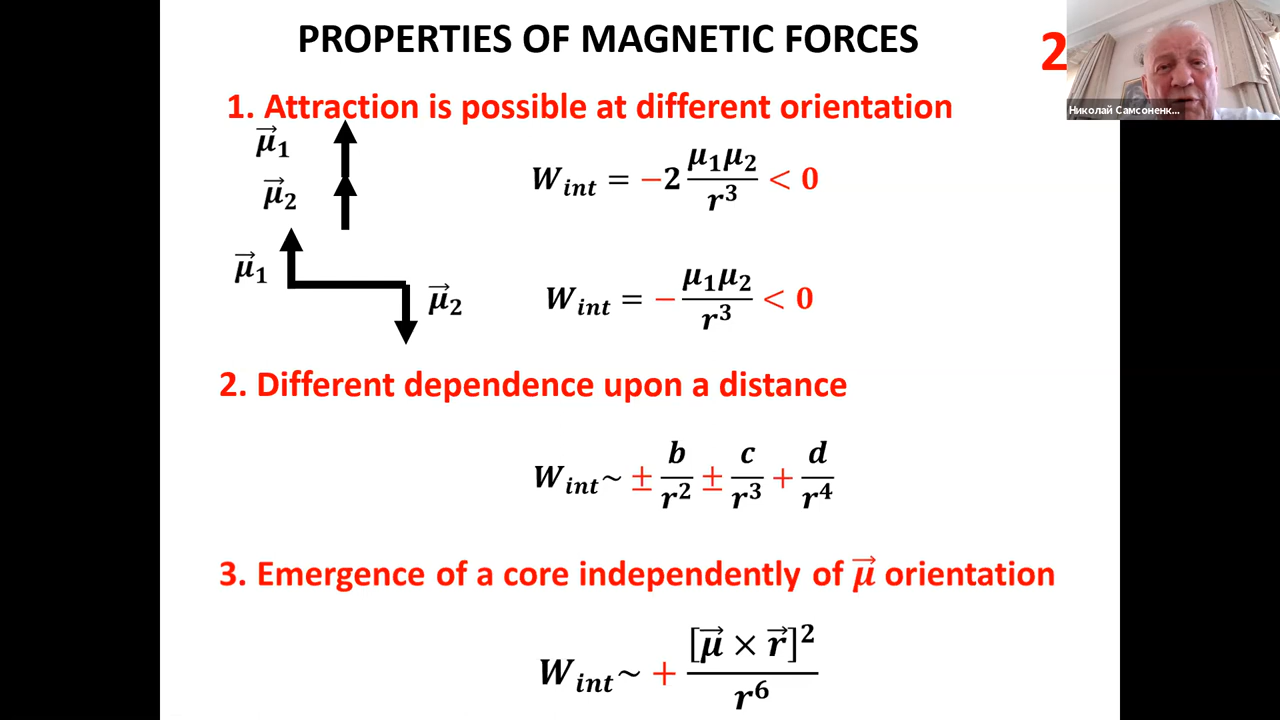 PROPERTIES OF MAGNETIC FORCES
2
Николай Самсоненк...
1. Attraction is possible at different orientation
μ⃗₁
μ⃗₂
W_int = −2 μ₁μ₂/r³ < 0
μ⃗₁
μ⃗₂
W_int = − μ₁μ₂/r³ < 0
2. Different dependence upon a distance
W_int~ ± b/r² ± c/r³ + d/r⁴
3. Emergence of a core independently of μ⃗ orientation
W_int~ + [μ⃗ × r⃗]²/r⁶